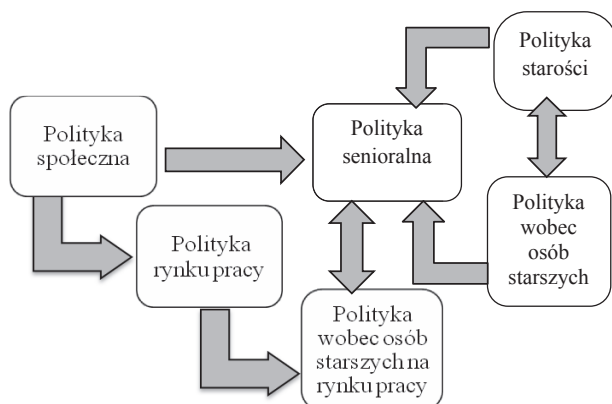 Polityka
starości
Polityka
społeczna
Polityka
senioralna
Polityka
wobec
osób
starszych
Polityka
rynku pracy
Polityka
wobec osób
starszych na
rynku pracy